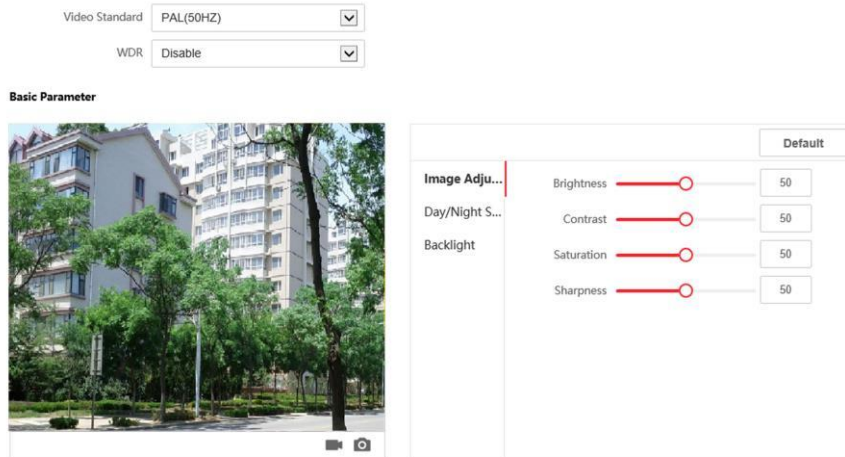 Video Standard PAL(50HZ)
WDR Disable
Basic Parameter
Default
Image Adju...
Day/Night S...
Backlight
Brightness 50
Contrast 50
Saturation 50
Sharpness 50